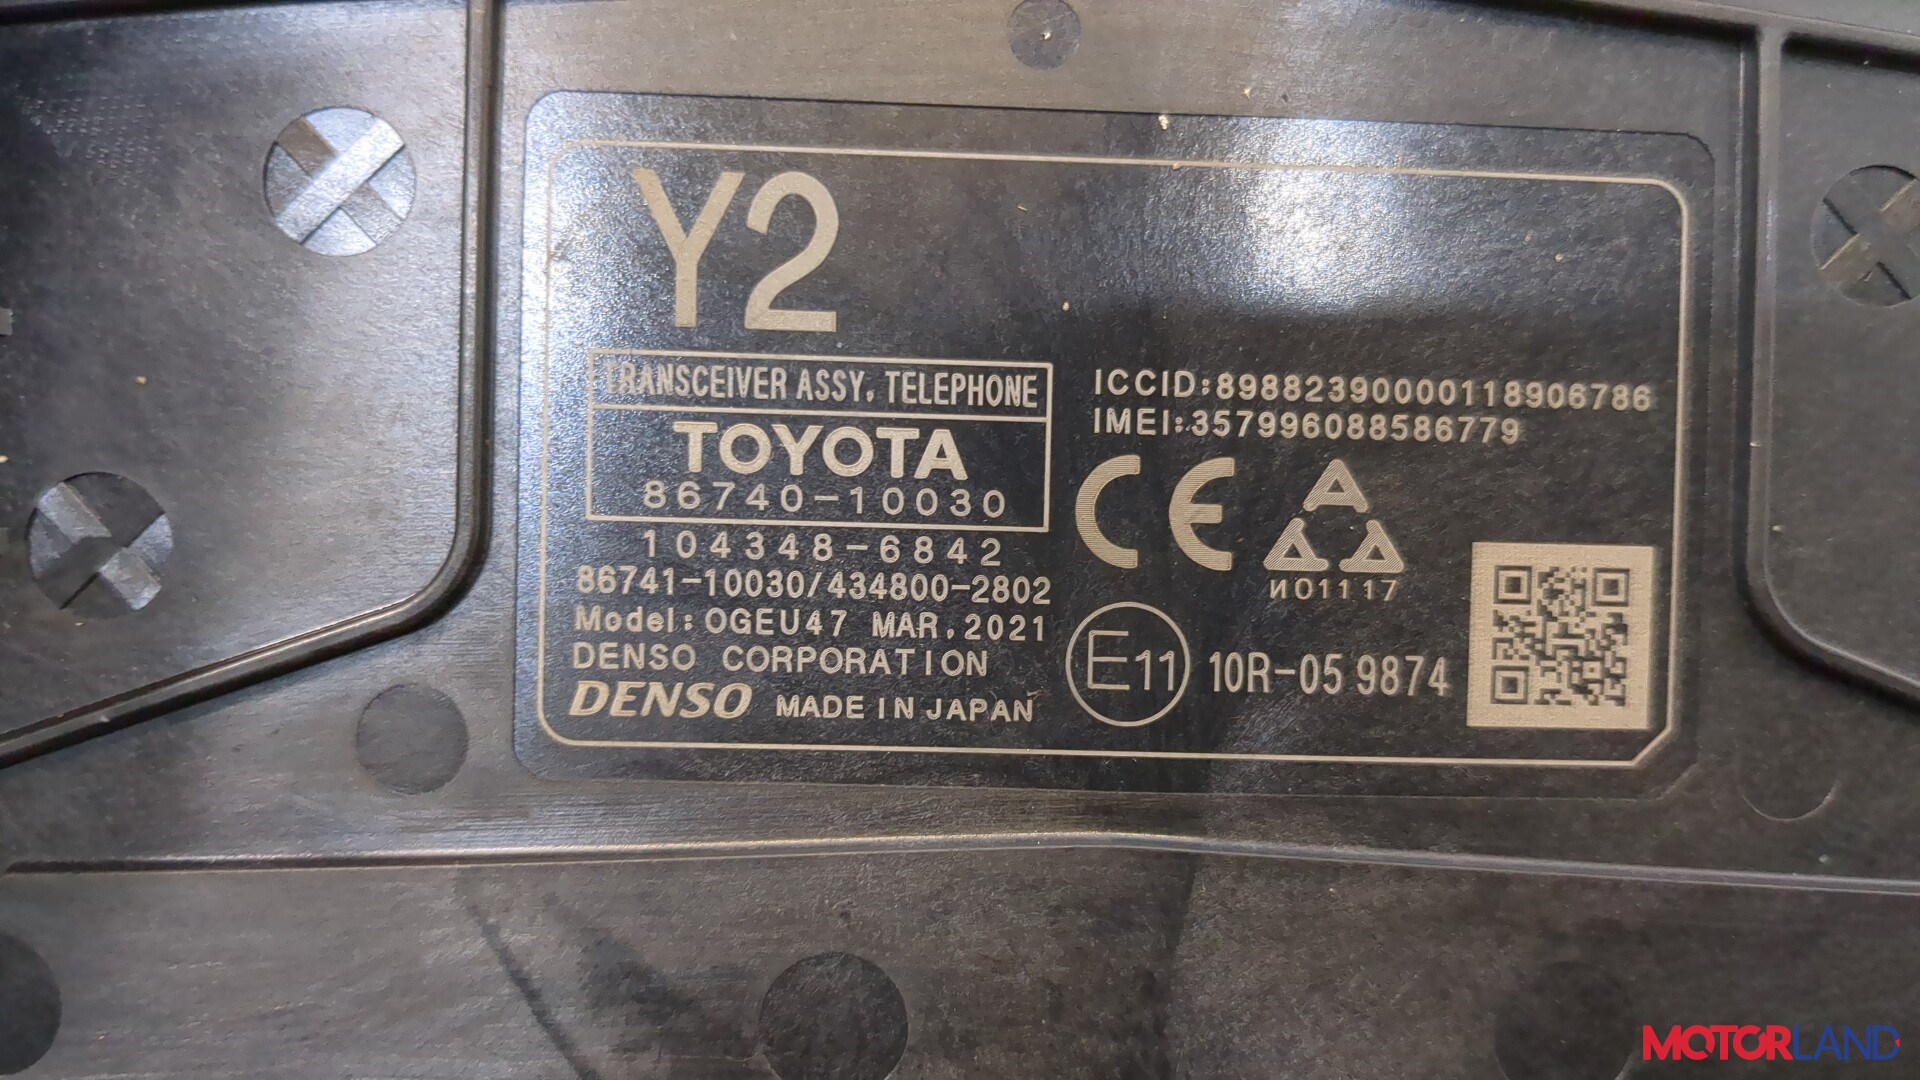 Y2
TRANSCEIVER ASSY, TELEPHONE
TOYOTA
86740-10030
104348-6842
86741-10030/434800-2802
Model: OGEU47 MAR, 2021
DENSO CORPORATION
DENSO MADE IN JAPAN
ICCID:89882390000118906786
IMEI:357996088586779
CE
И01117
E11 10R-05 9874
MOTORLAND